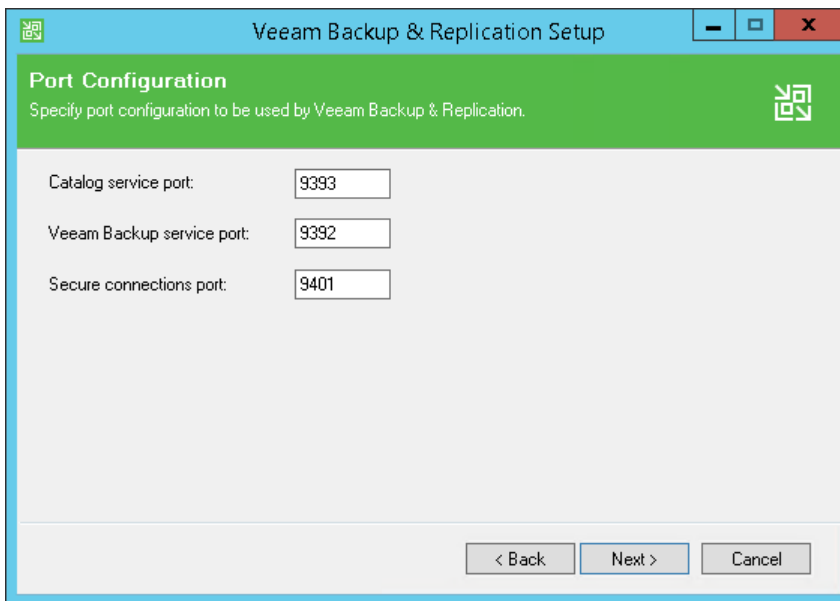 Veeam Backup & Replication Setup
Port Configuration
Specify port configuration to be used by Veeam Backup & Replication.
Catalog service port: 9393
Veeam Backup service port: 9392
Secure connections port: 9401
< Back Next > Cancel